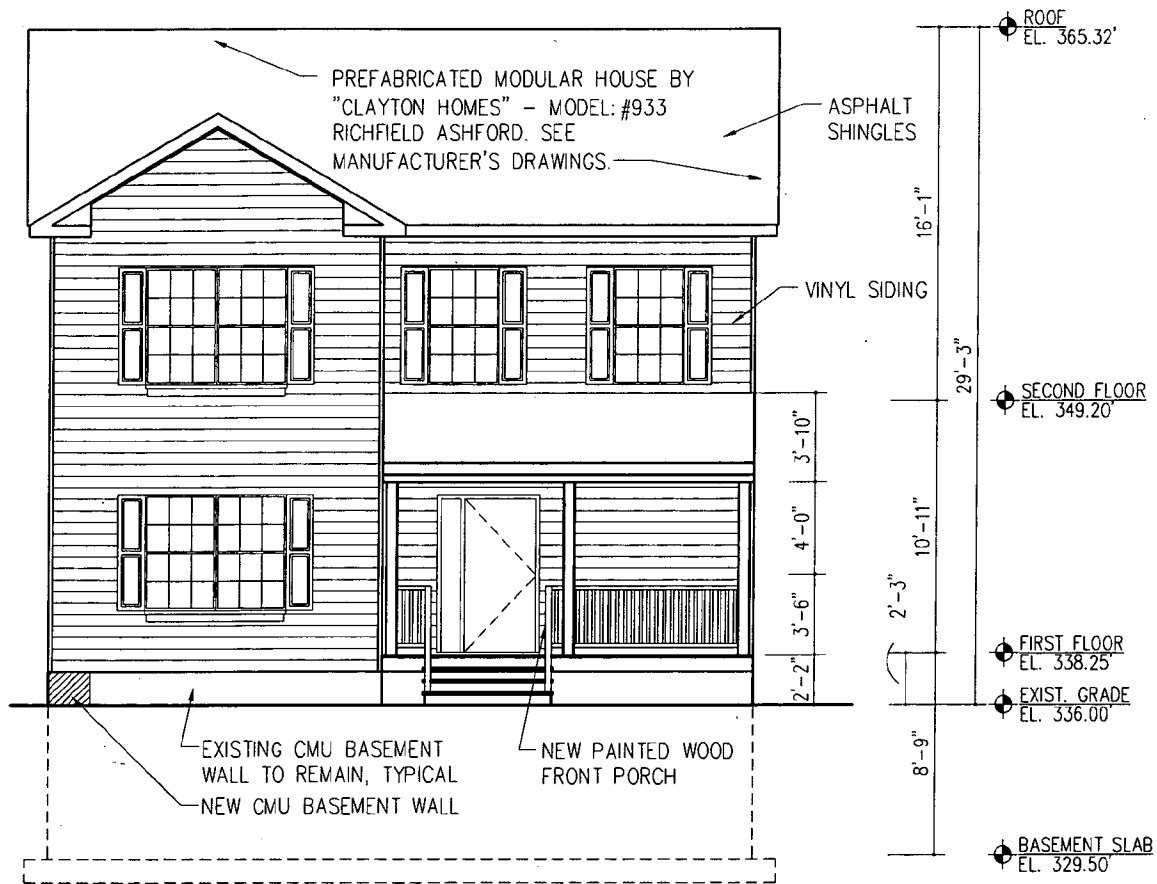 ROOF
EL. 365.32'
PREFABRICATED MODULAR HOUSE BY
"CLAYTON HOMES" - MODEL: #933
RICHFIELD ASHFORD. SEE
MANUFACTURER'S DRAWINGS.
ASPHALT
SHINGLES
16'-1"
VINYL SIDING
29'-3"
SECOND FLOOR
EL. 349.20'
3'-10"
4'-0"
10'-11"
3'-6"
2'-3"
2'-2"
FIRST FLOOR
EL. 338.25'
EXIST. GRADE
EL. 336.00'
EXISTING CMU BASEMENT
WALL TO REMAIN, TYPICAL
NEW CMU BASEMENT WALL
NEW PAINTED WOOD
FRONT PORCH
8'-9"
BASEMENT SLAB
EL. 329.50'